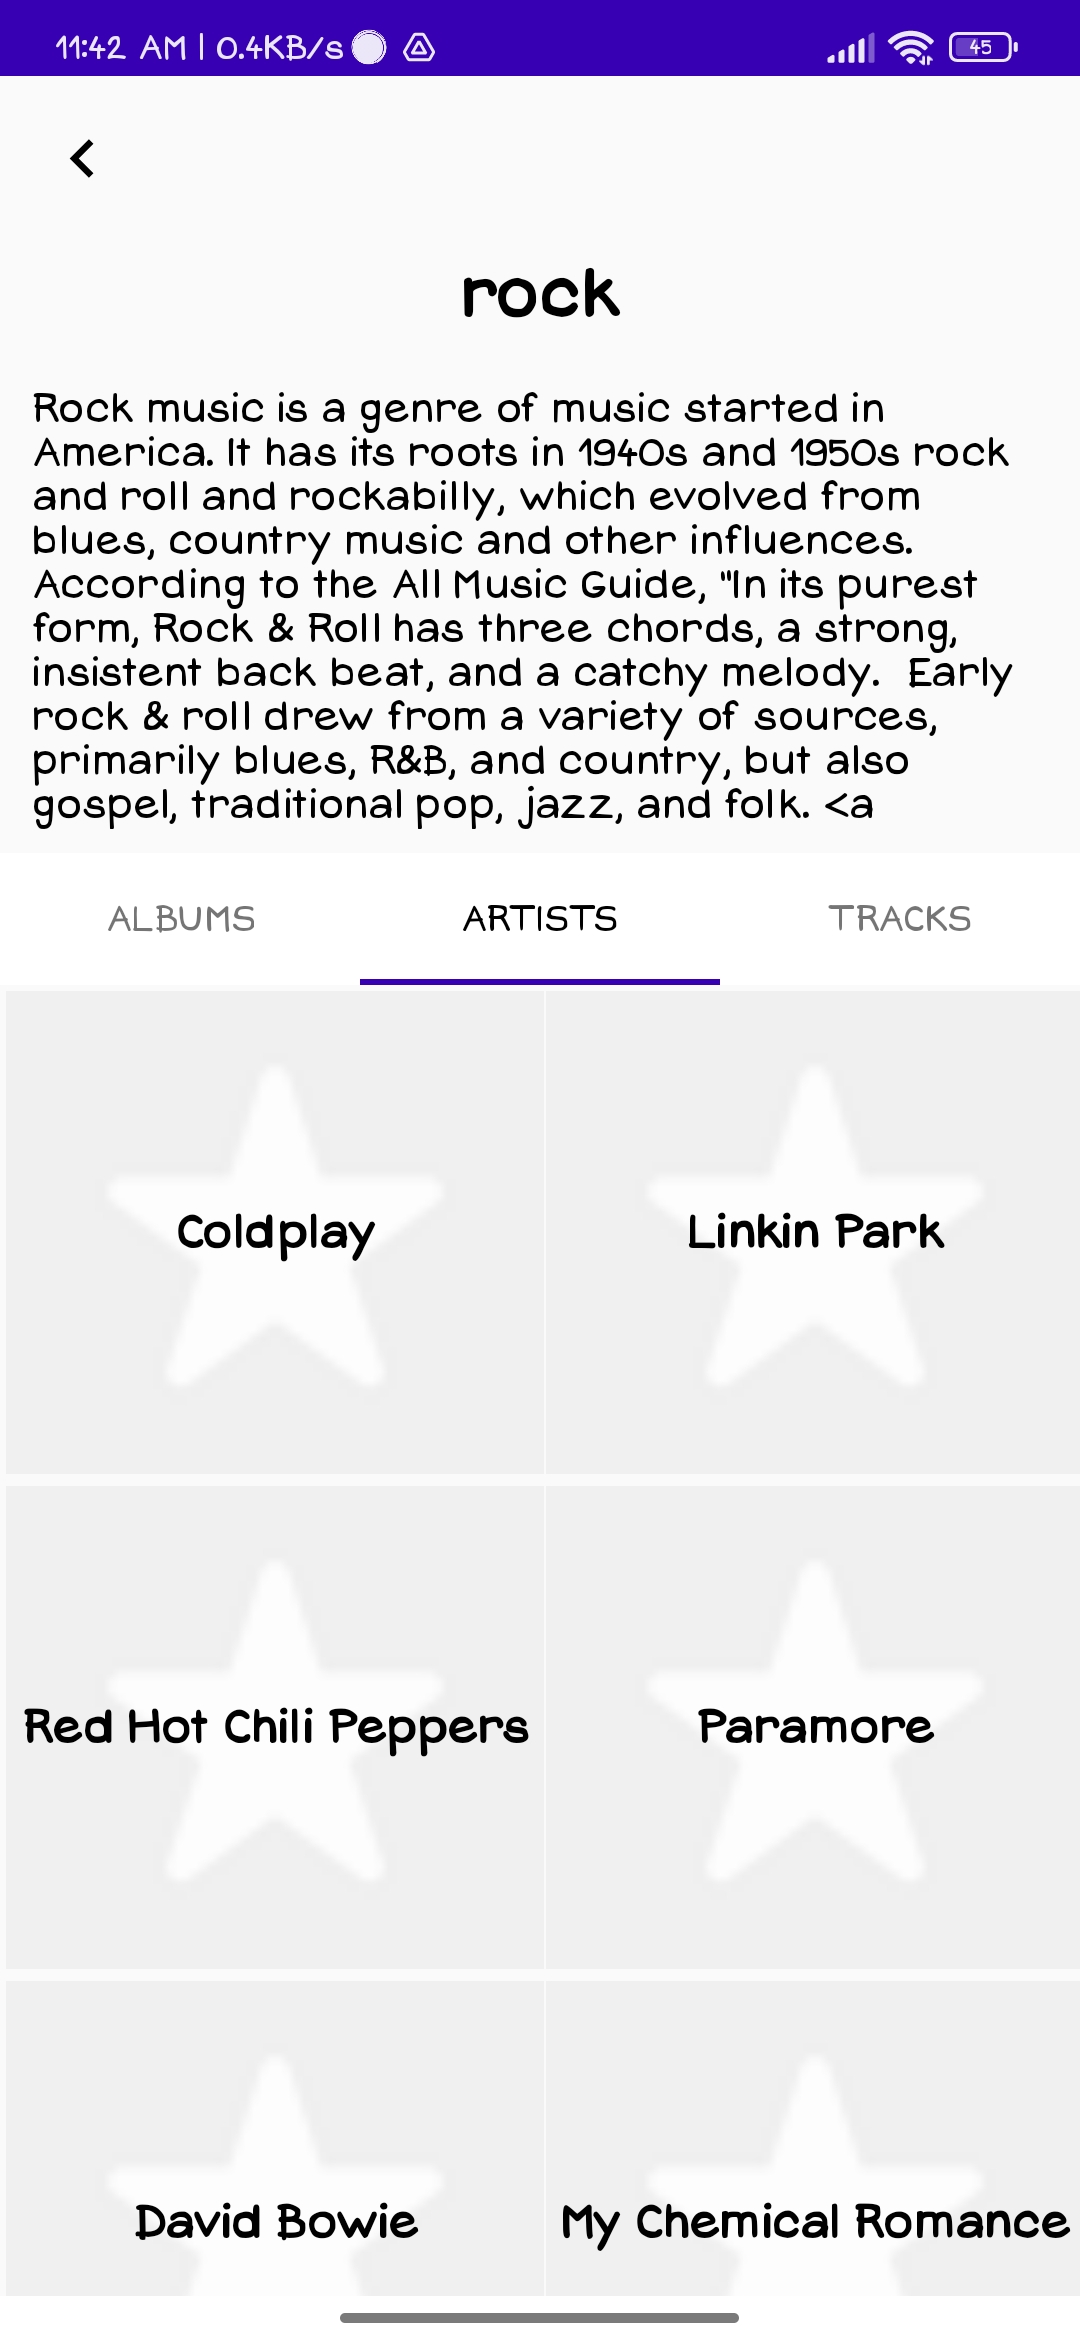 11:42 AM | 0.4KB/s
45
rock
Rock music is a genre of music started in
America. It has its roots in 1940s and 1950s rock
and roll and rockabilly, which evolved from
blues, country music and other influences.
According to the All Music Guide, "In its purest
form, Rock & Roll has three chords, a strong,
insistent back beat, and a catchy melody.  Early
rock & roll drew from a variety of sources,
primarily blues, R&B, and country, but also
gospel, traditional pop, jazz, and folk. <a
ALBUMS ARTISTS TRACKS
Coldplay Linkin Park
Red Hot Chili Peppers Paramore
David Bowie My Chemical Romance